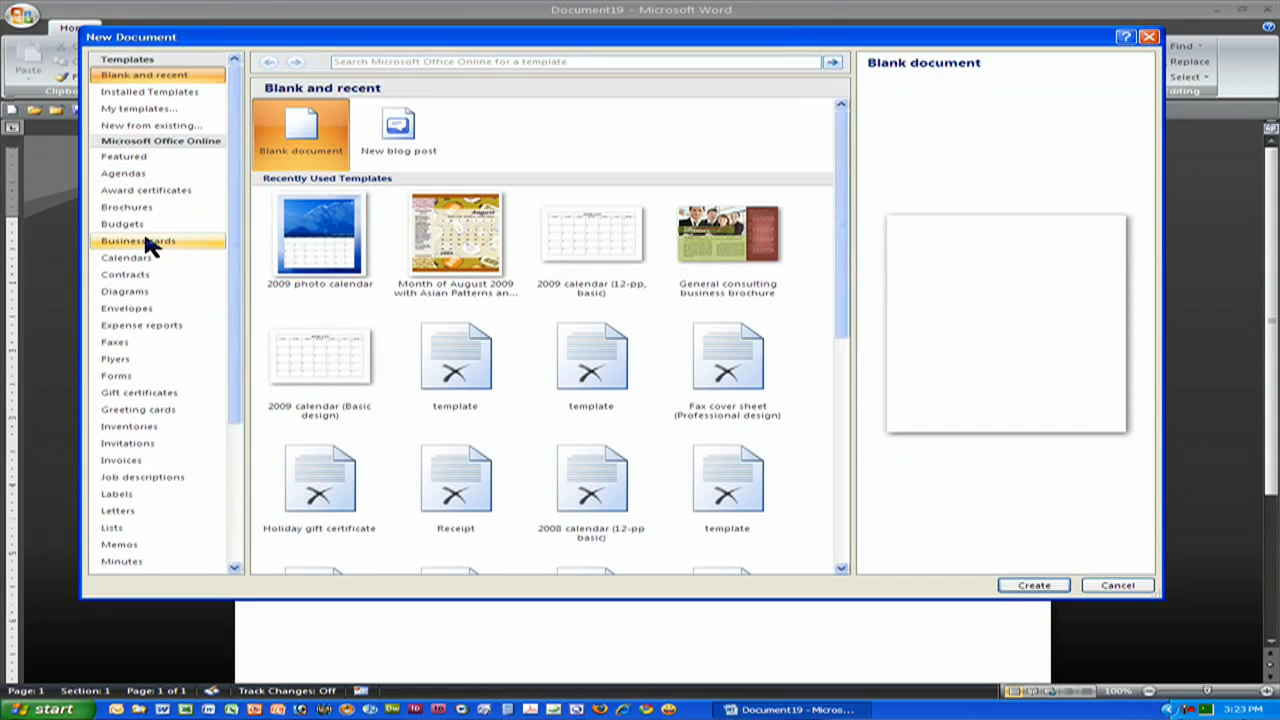 Document19 - Microsoft Word
Paste
Find
Replace
Select
New Document
Templates
Blank and recent
Installed Templates
My templates...
New from existing...
Microsoft Office Online
Featured
Agendas
Award certificates
Brochures
Budgets
Calendars
Contracts
Diagrams
Envelopes
Expense reports
Faxes
Flyers
Forms
Gift certificates
Greeting cards
Inventories
Invitations
Invoices
Job descriptions
Labels
Letters
Lists
Memos
Minutes
Search Microsoft Office Online for a template
Blank and recent
Blank document
New blog post
Recently Used Templates
2009 photo calendar
Month of August 2009
with Asian Patterns an...
2009 calendar (12-pp,
basic)
General consulting
business brochure
2009 calendar (Basic
design)
template
template
Fax cover sheet
(Professional design)
Holiday gift certificate
Receipt
2008 calendar (12-pp
basic)
template
Blank document
Create
Cancel
Page: 1
Section: 1
Page: 1 of 1
Track Changes: Off
100%
start
Document19 - Micros...
3:23 PM